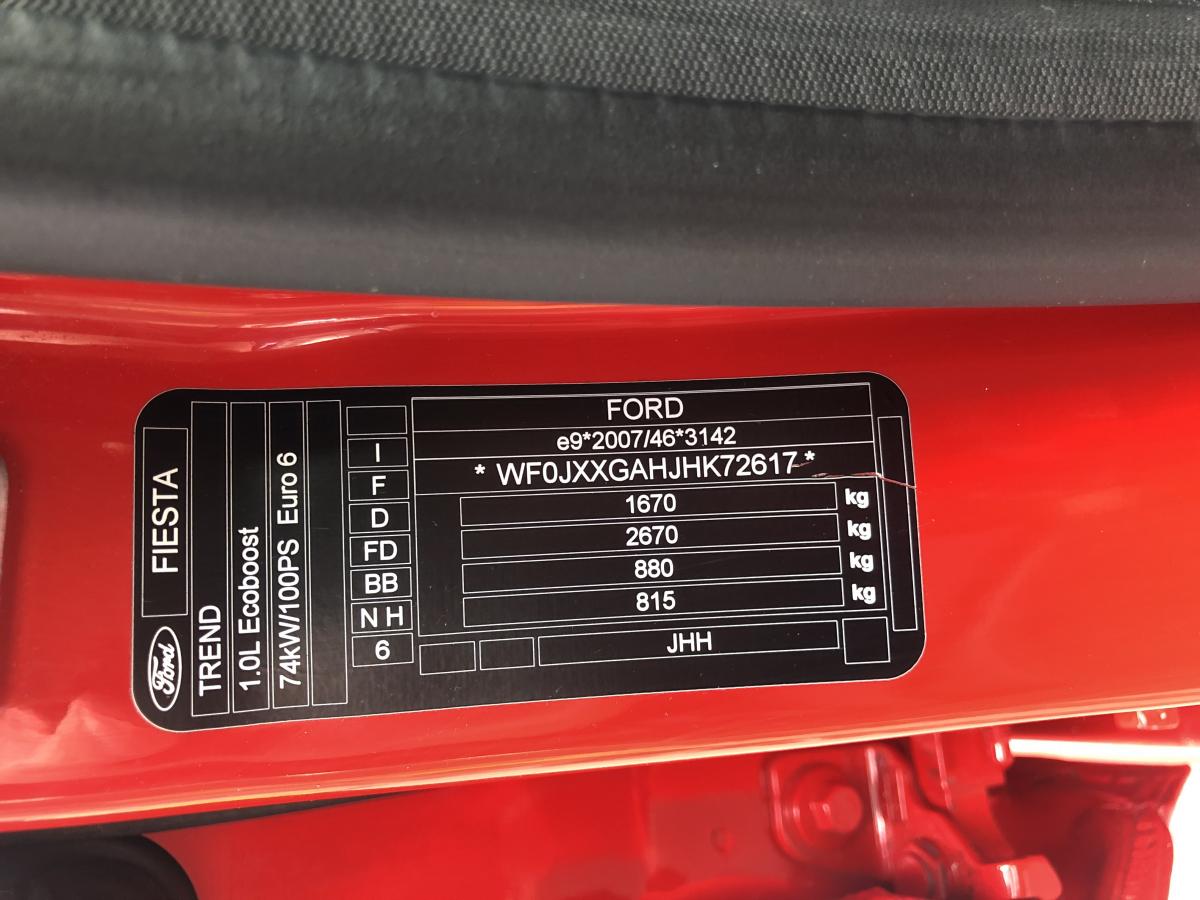 FORD
e9*2007/46*3142
* WF0JXXGAHJHK72617 *
1670 kg
2670 kg
880 kg
815 kg
JHH
I
F
D
FD
BB
N H
6
FIESTA
Ford
TREND
1.0L Ecoboost
74kW/100PS Euro 6